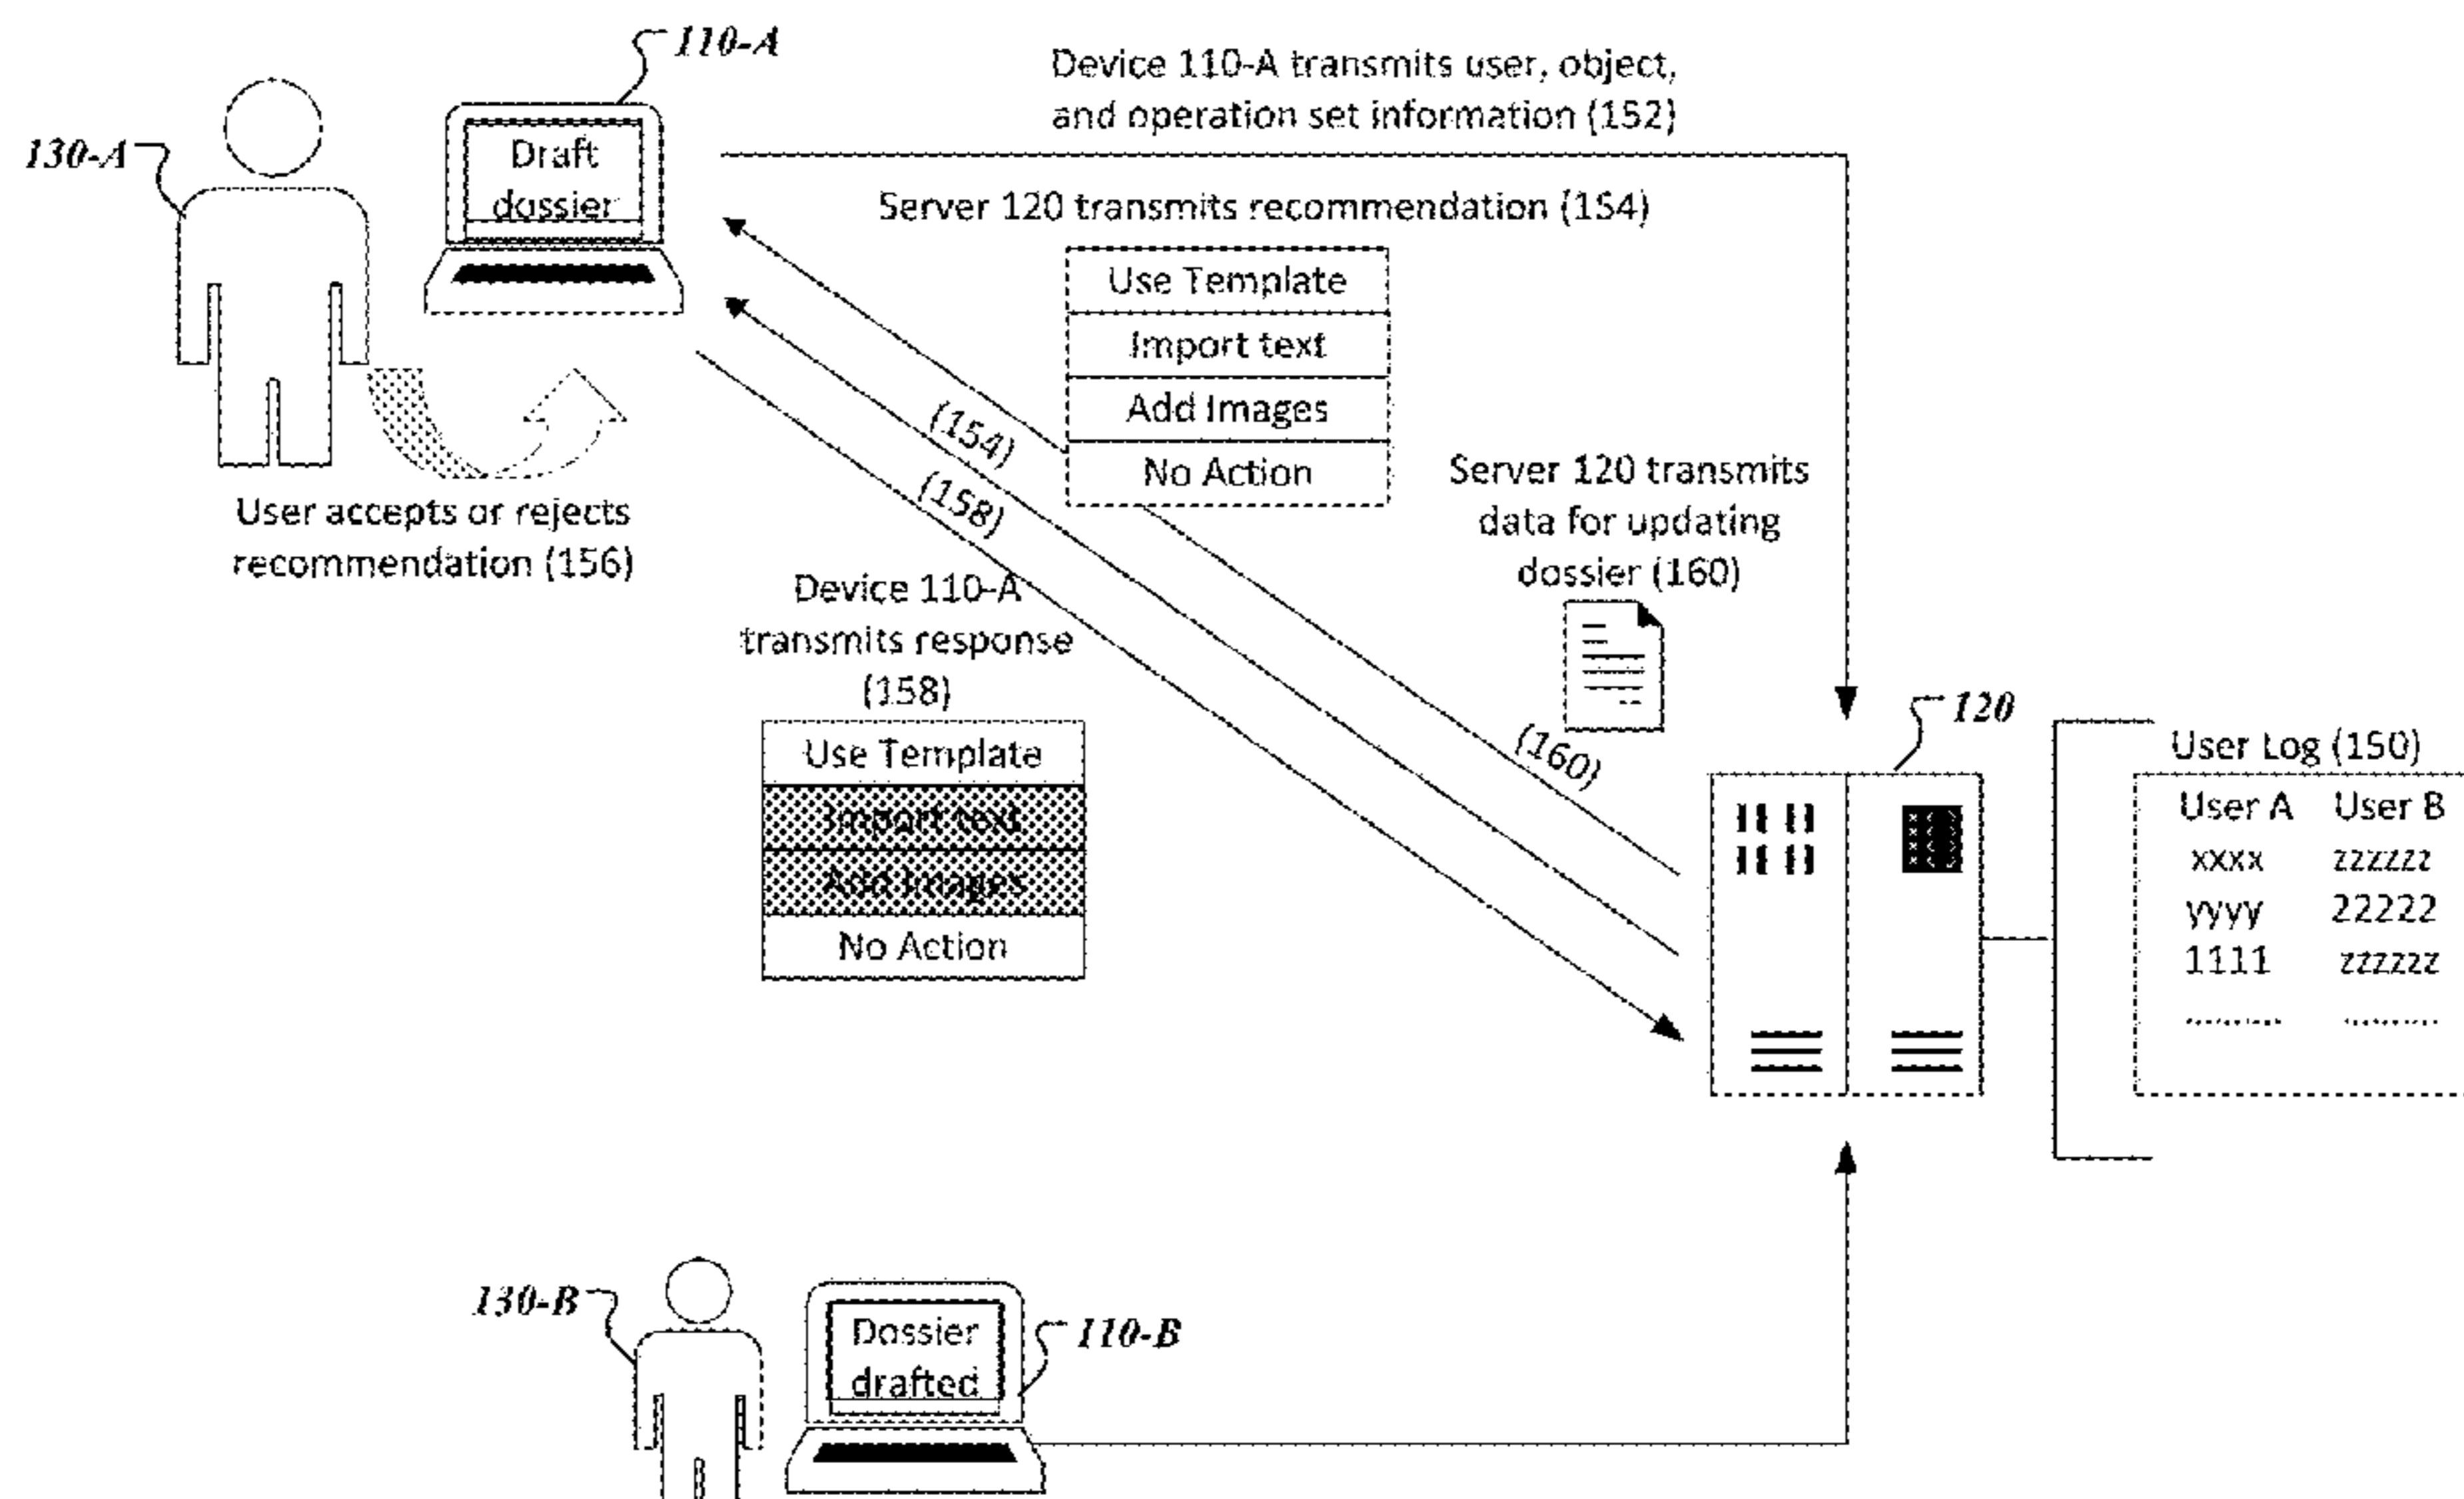 110-A
Device 110-A transmits user, object,
and operation set information (152)
130-A
Draft
dossier
Server 120 transmits recommendation (154)
Use Template
Import text
Add Images
No Action
(154)
(158)
User accepts or rejects
recommendation (156)
Server 120 transmits
data for updating
dossier (160)
Device 110-A
transmits response
(158)
Use Template
Import text
Add Images
No Action
(160)
120
User Log (150)
User A User B
xxxx zzzzzz
yyyy 22222
1111 zzzzzz
......... .........
130-B
Dossier
drafted
110-B